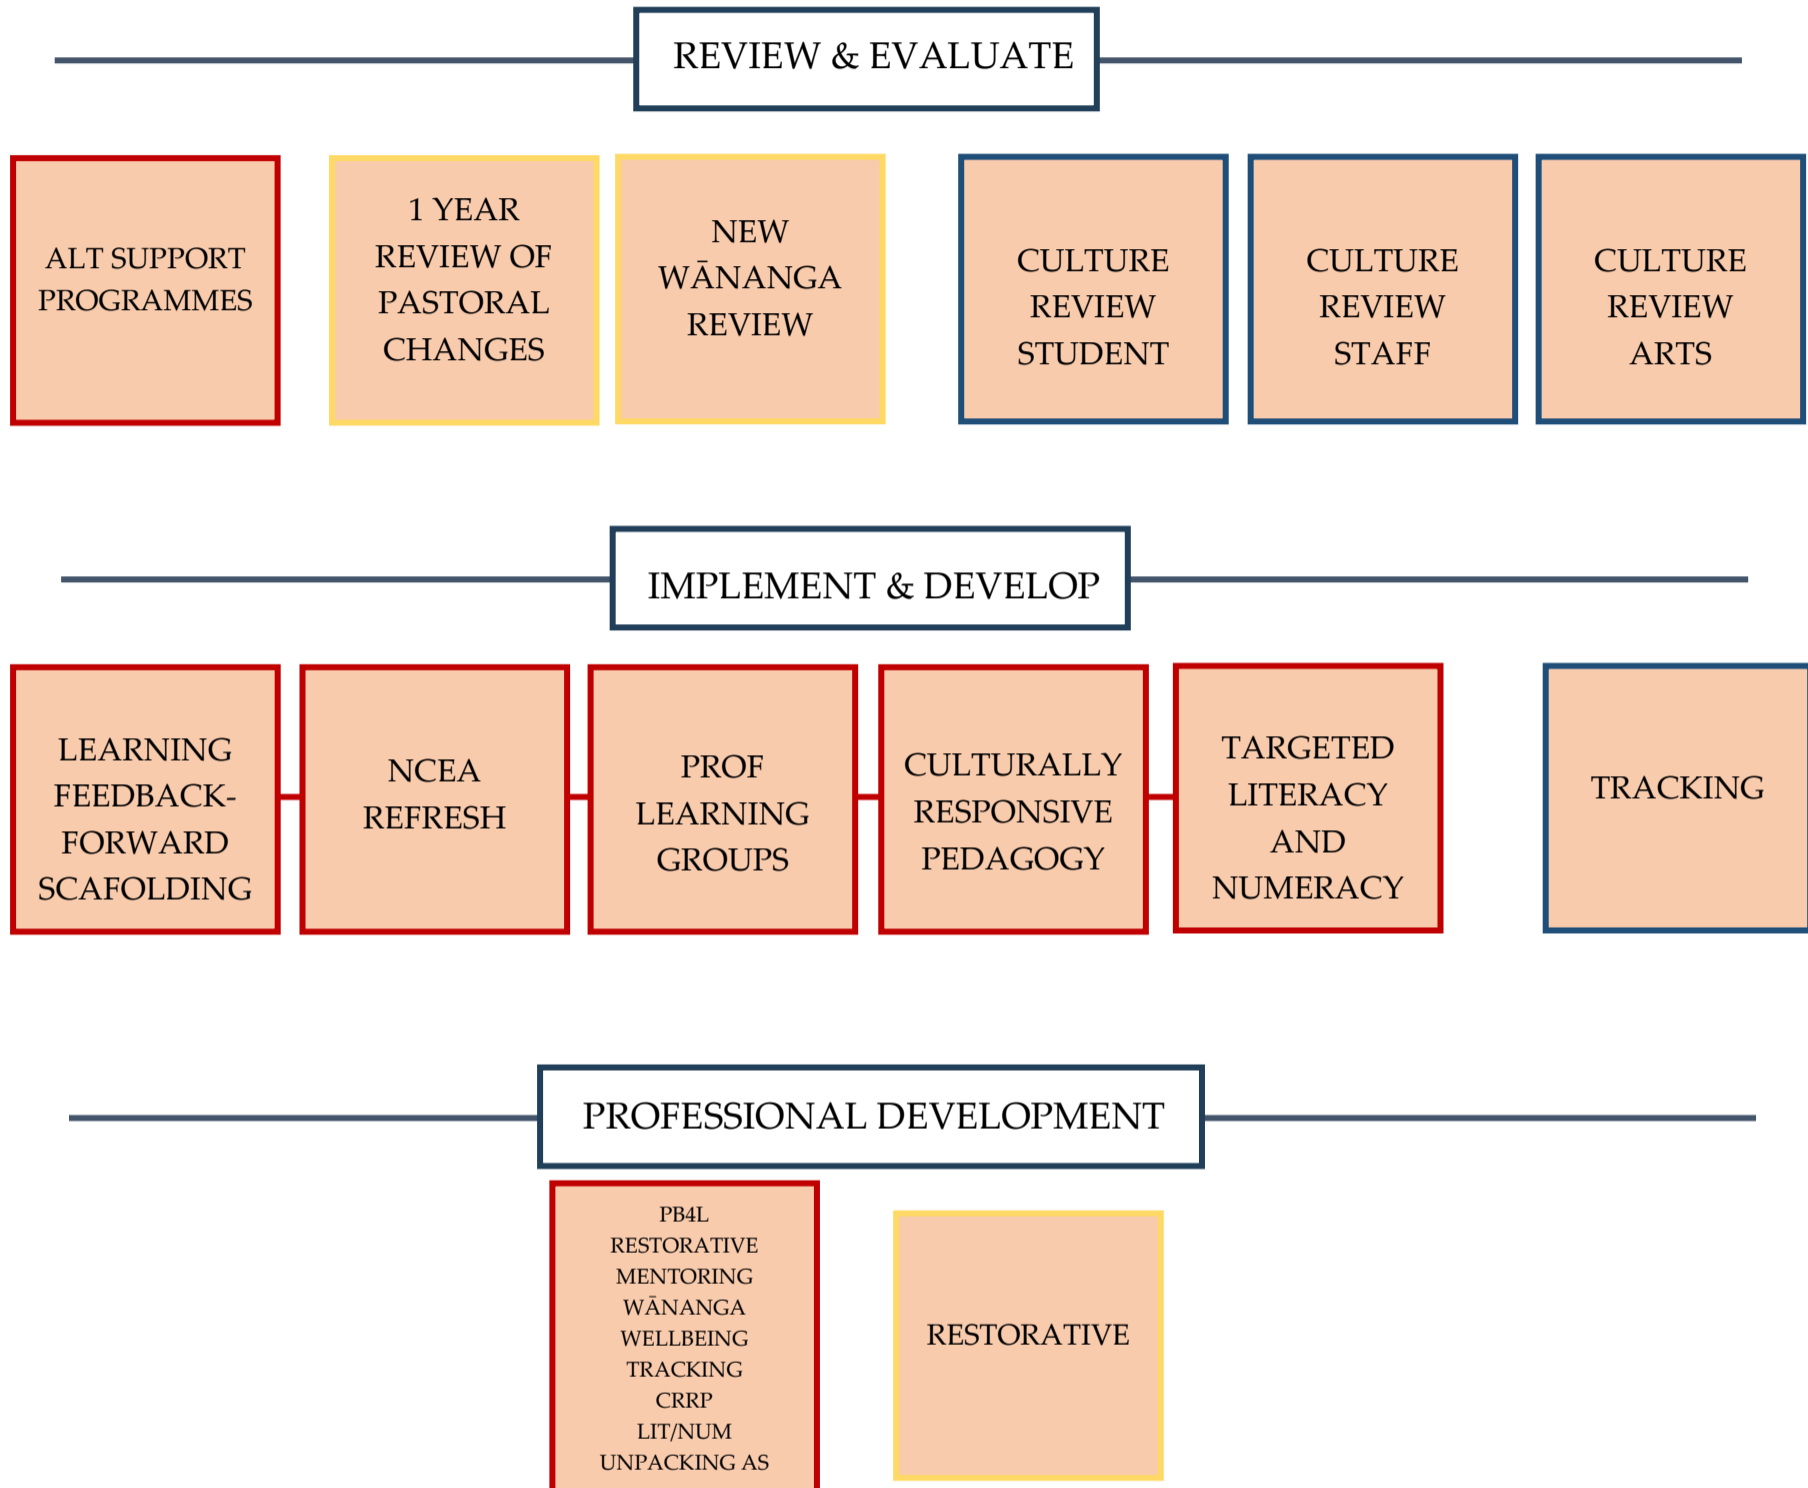 REVIEW & EVALUATE
ALT SUPPORT
PROGRAMMES
1 YEAR
REVIEW OF
PASTORAL
CHANGES
NEW
WĀNANGA
REVIEW
CULTURE
REVIEW
STUDENT
CULTURE
REVIEW
STAFF
CULTURE
REVIEW
ARTS
IMPLEMENT & DEVELOP
LEARNING
FEEDBACK-
FORWARD
SCAFOLDING
NCEA
REFRESH
PROF
LEARNING
GROUPS
CULTURALLY
RESPONSIVE
PEDAGOGY
TARGETED
LITERACY
AND
NUMERACY
TRACKING
PROFESSIONAL DEVELOPMENT
PB4L
RESTORATIVE
MENTORING
WĀNANGA
WELLBEING
TRACKING
CRRP
LIT/NUM
UNPACKING AS
RESTORATIVE